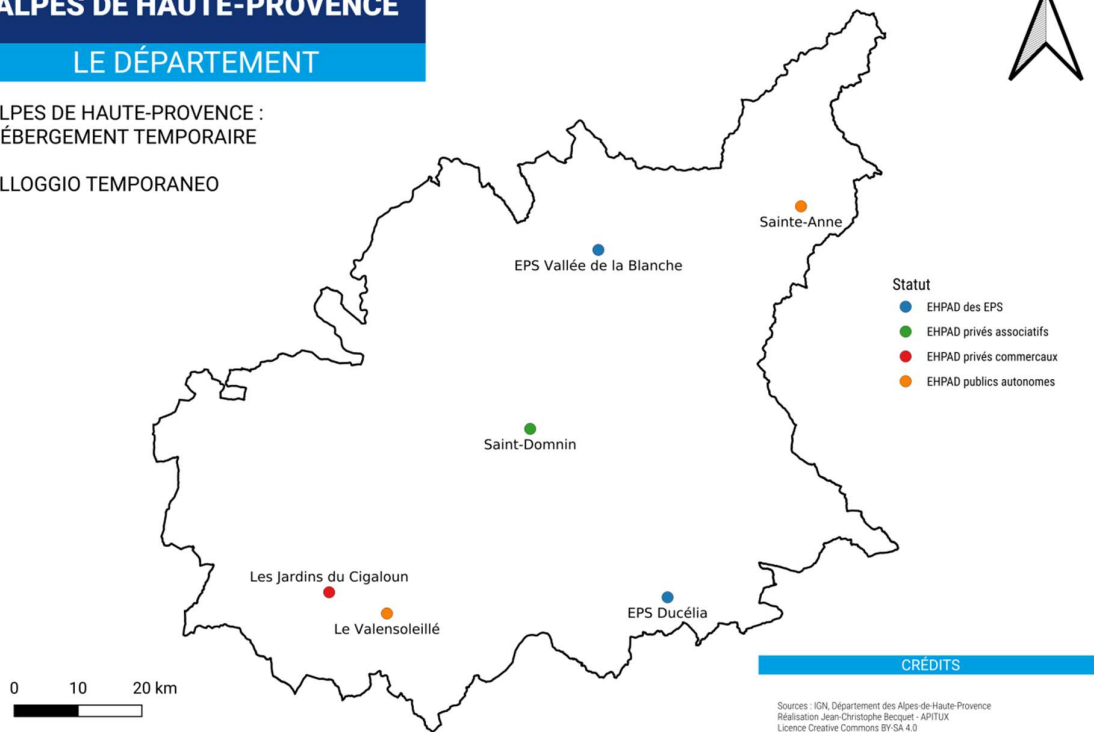 ALPES DE HAUTE-PROVENCE
LE DÉPARTEMENT
LPES DE HAUTE-PROVENCE :
ÉBERGEMENT TEMPORAIRE
LLOGGIO TEMPORANEO
Sainte-Anne
EPS Vallée de la Blanche
Statut
EHPAD des EPS
EHPAD privés associatifs
EHPAD privés commercaux
EHPAD publics autonomes
Saint-Domnin
Les Jardins du Cigaloun
Le Valensoleillé
EPS Ducélia
0 10 20 km
CRÉDITS
Sources : IGN, Département des Alpes-de-Haute-Provence
Réalisation Jean-Christophe Becquet - APITUX
Licence Creative Commons BY-SA 4.0